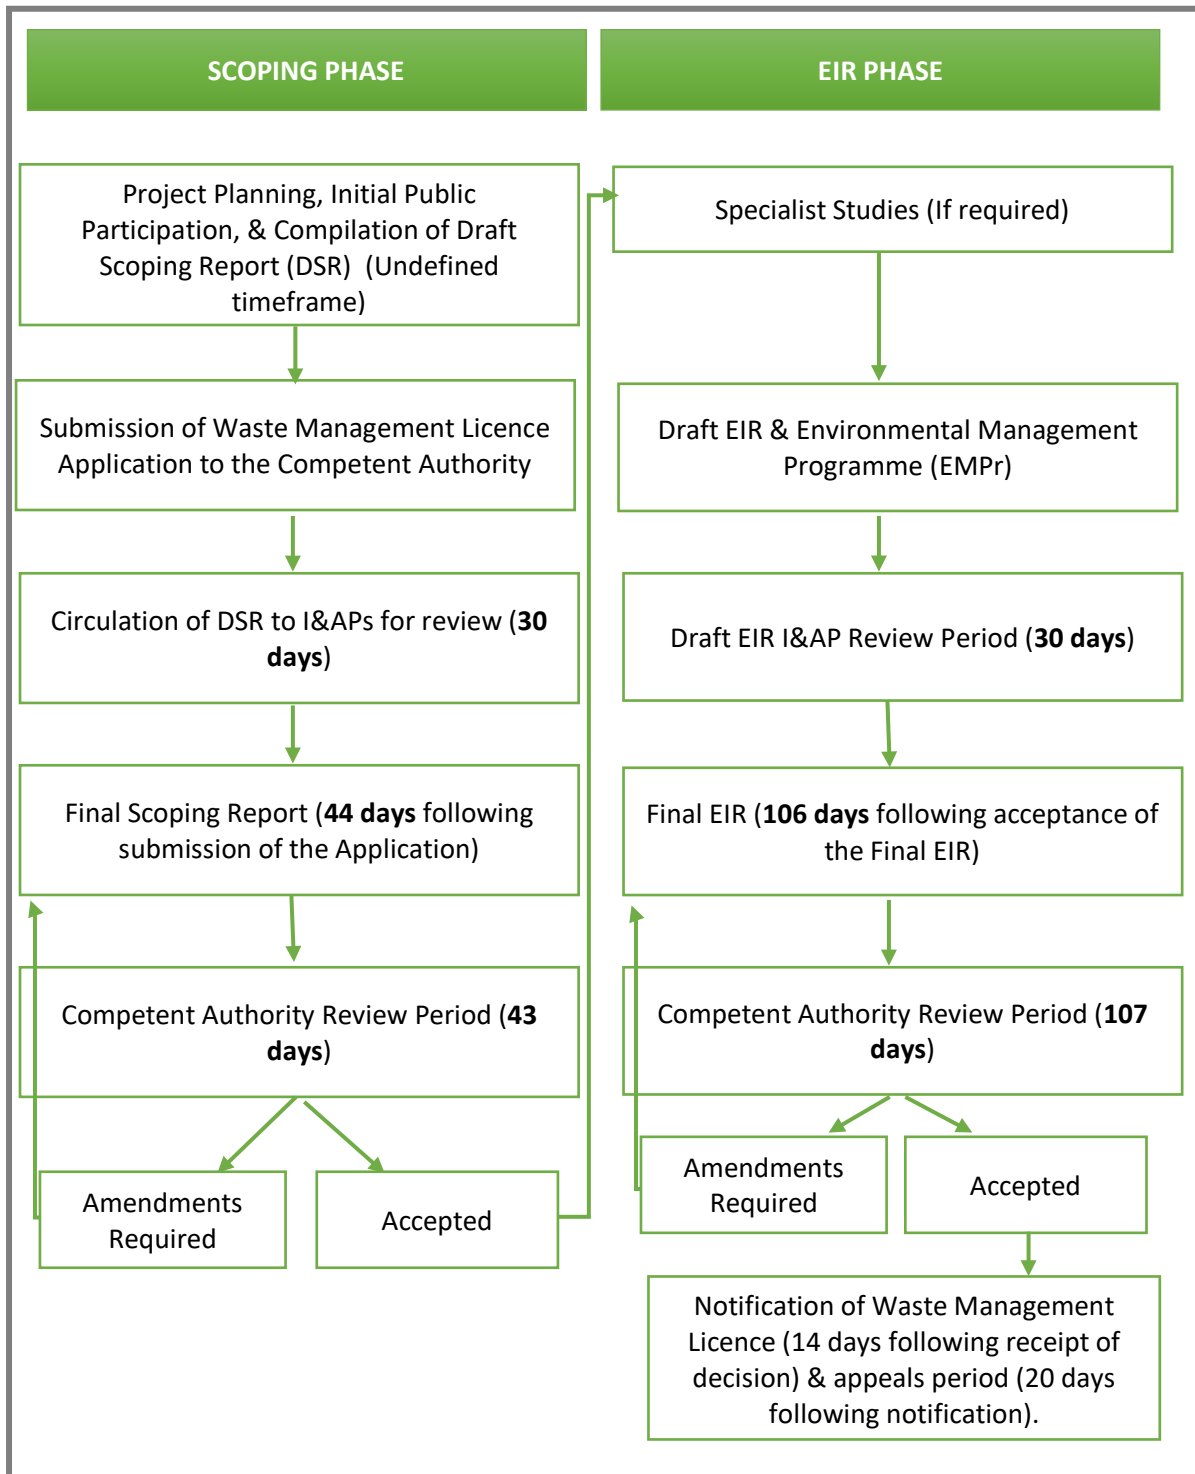 SCOPING PHASE
Project Planning, Initial Public
Participation, & Compilation of Draft
Scoping Report (DSR) (Undefined
timeframe)
Submission of Waste Management Licence
Application to the Competent Authority
Circulation of DSR to I&APs for review (30
days)
Final Scoping Report (44 days following
submission of the Application)
Competent Authority Review Period (43
days)
Amendments
Required
Accepted
EIR PHASE
Specialist Studies (If required)
Draft EIR & Environmental Management
Programme (EMPr)
Draft EIR I&AP Review Period (30 days)
Final EIR (106 days following acceptance of
the Final EIR)
Competent Authority Review Period (107
days)
Amendments
Required
Accepted
Notification of Waste Management
Licence (14 days following receipt of
decision) & appeals period (20 days
following notification).